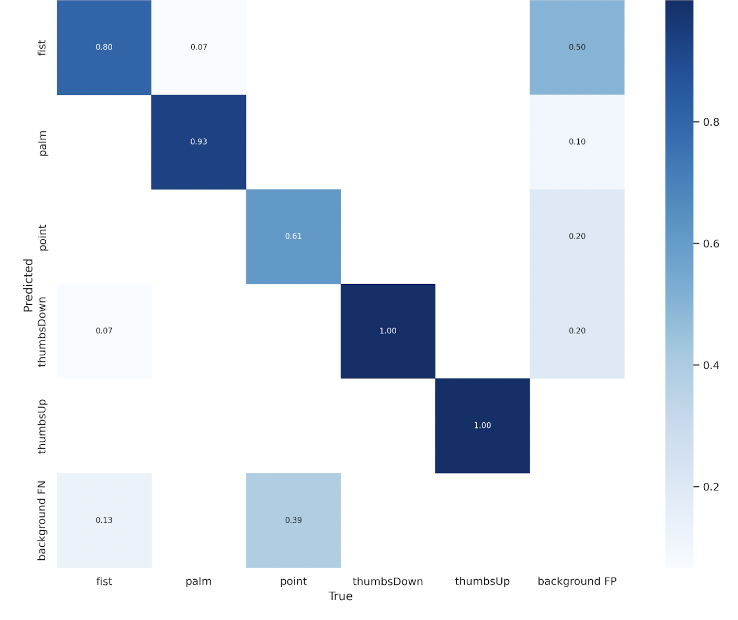 fist
0.80
0.07
0.50
palm
0.93
0.10
0.8
point
0.61
0.20
0.6
Predicted
thumbsDown
0.07
1.00
0.20
0.4
thumbsUp
1.00
background FN
0.13
0.39
0.2
fist
palm
point
thumbsDown
thumbsUp
background FP
True